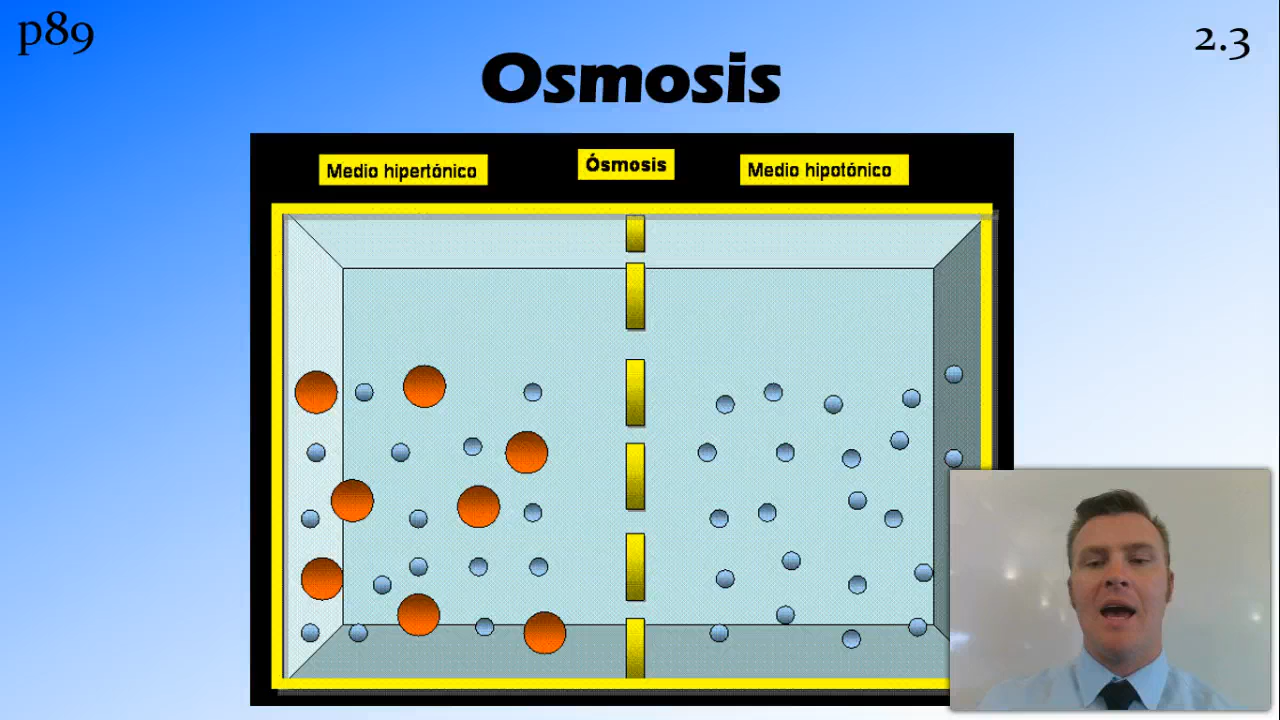 p89
2.3
Osmosis
Medio hipertónico
Ósmosis
Medio hipotónico